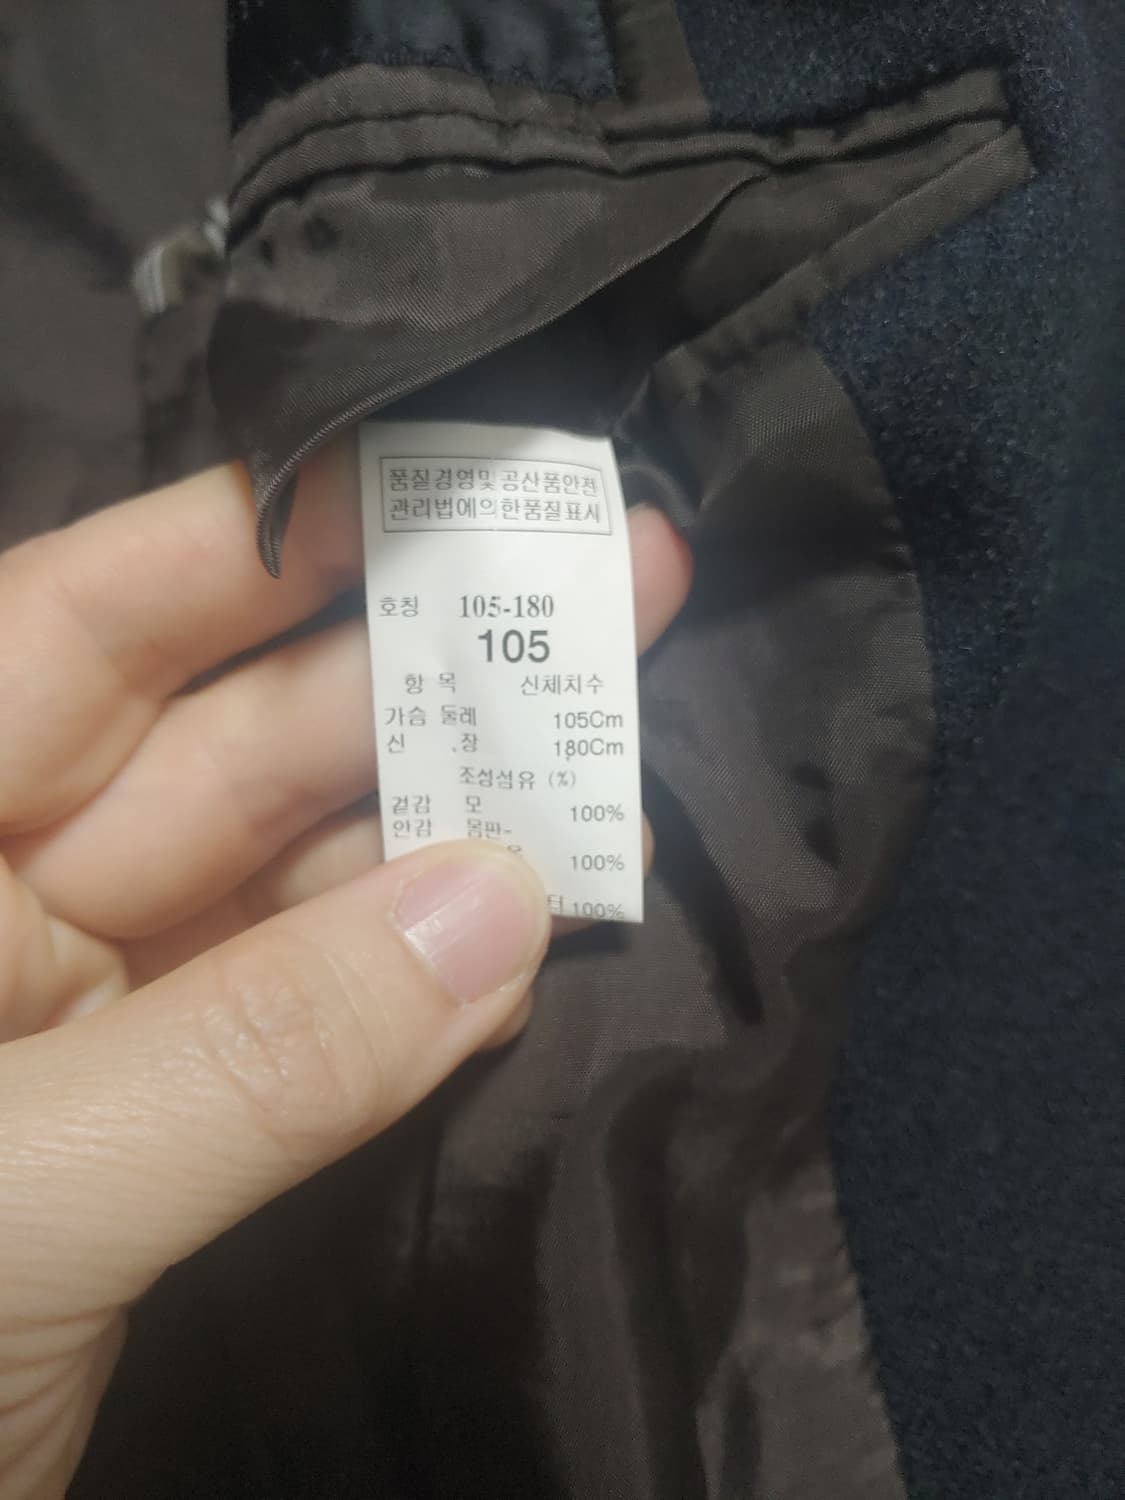 품질경영및공산품안전
관리법에의한품질표시
호칭 105-180
105
항 목 신체치수
가슴 둘레 105Cm
신 장 180Cm
조성섬유 (%)
겉감 모 100%
안감 몸판-
100%
터 100%